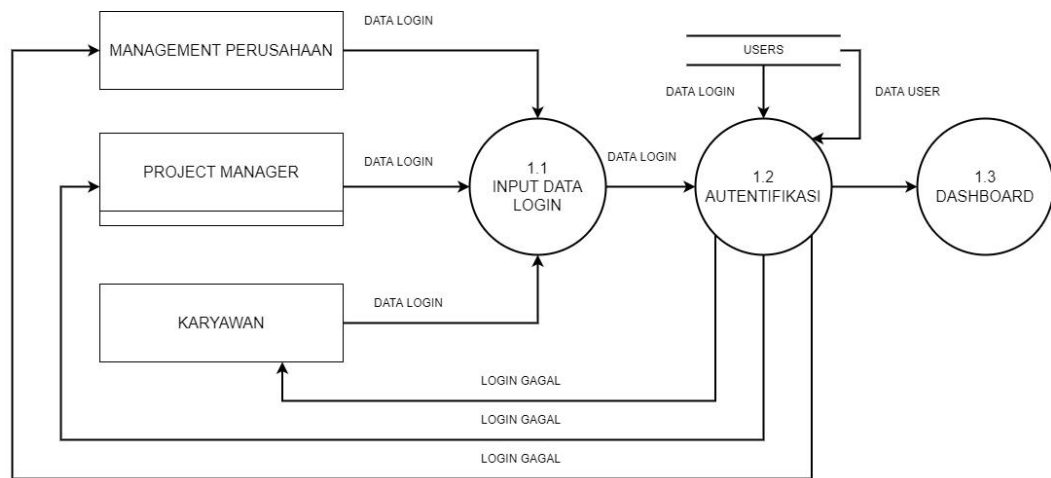 DATA LOGIN
MANAGEMENT PERUSAHAAN
USERS
DATA LOGIN
DATA USER
PROJECT MANAGER
DATA LOGIN
1.1
INPUT DATA
LOGIN
DATA LOGIN
1.2
AUTENTIFIKASI
1.3
DASHBOARD
KARYAWAN
DATA LOGIN
LOGIN GAGAL
LOGIN GAGAL
LOGIN GAGAL